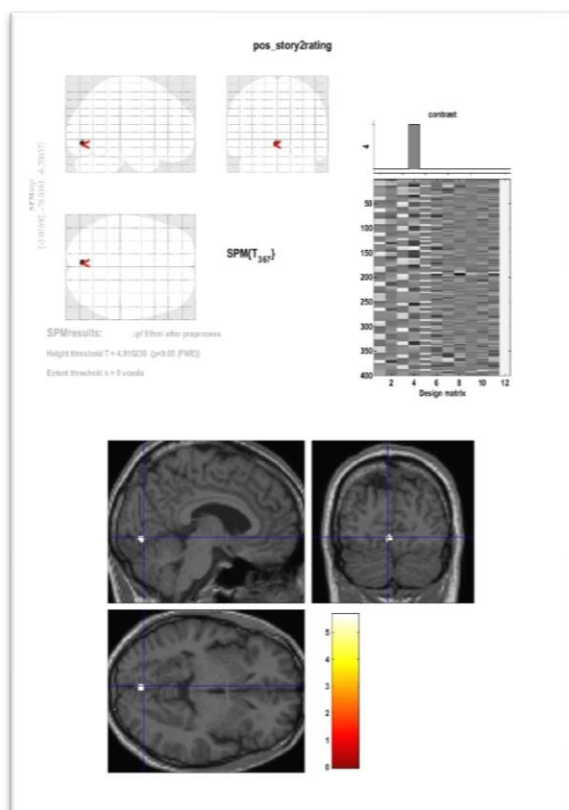 pos_story2rating
SPM{T367}
contrast
4
50
100
150
200
250
300
350
400
2 4 6 8 10 12
Design matrix
SPMresults:
Height threshold T = (p<0.05 (FWE))
Extent threshold k = 0 voxels
5
4
3
2
1
0